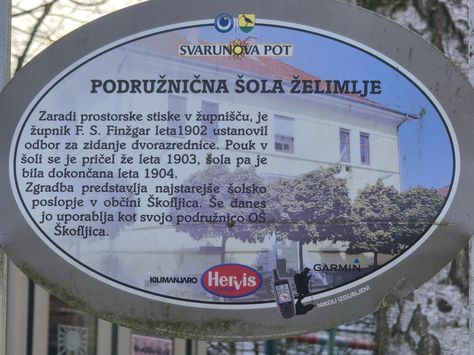 SVARUNOVA POT
PODRUŽNIČNA ŠOLA ŽELIMLJE
Zaradi prostorske stiske v župnišču, je
župnik F. S. Finžgar leta1902 ustanovil
odbor za zidanje dvorazrednice. Pouk v
šoli se je pričel že leta 1903, šola pa je
bila dokončana leta 1904.
Zgradba predstavlja najstarejše šolsko
poslopje v občini Škofljica. Še danes
jo uporablja kot svojo podružnico OŠ
Škofljica.
KILIMANJARO
Hervis
GARMIN
NIKOLI IZGUBLJENI